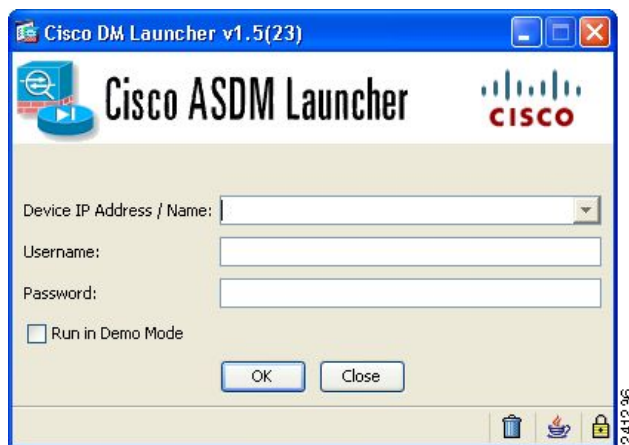 Cisco DM Launcher v1.5(23)
Cisco ASDM Launcher
CISCO
Device IP Address / Name:
Username:
Password:
Run in Demo Mode
OK
Close
241296